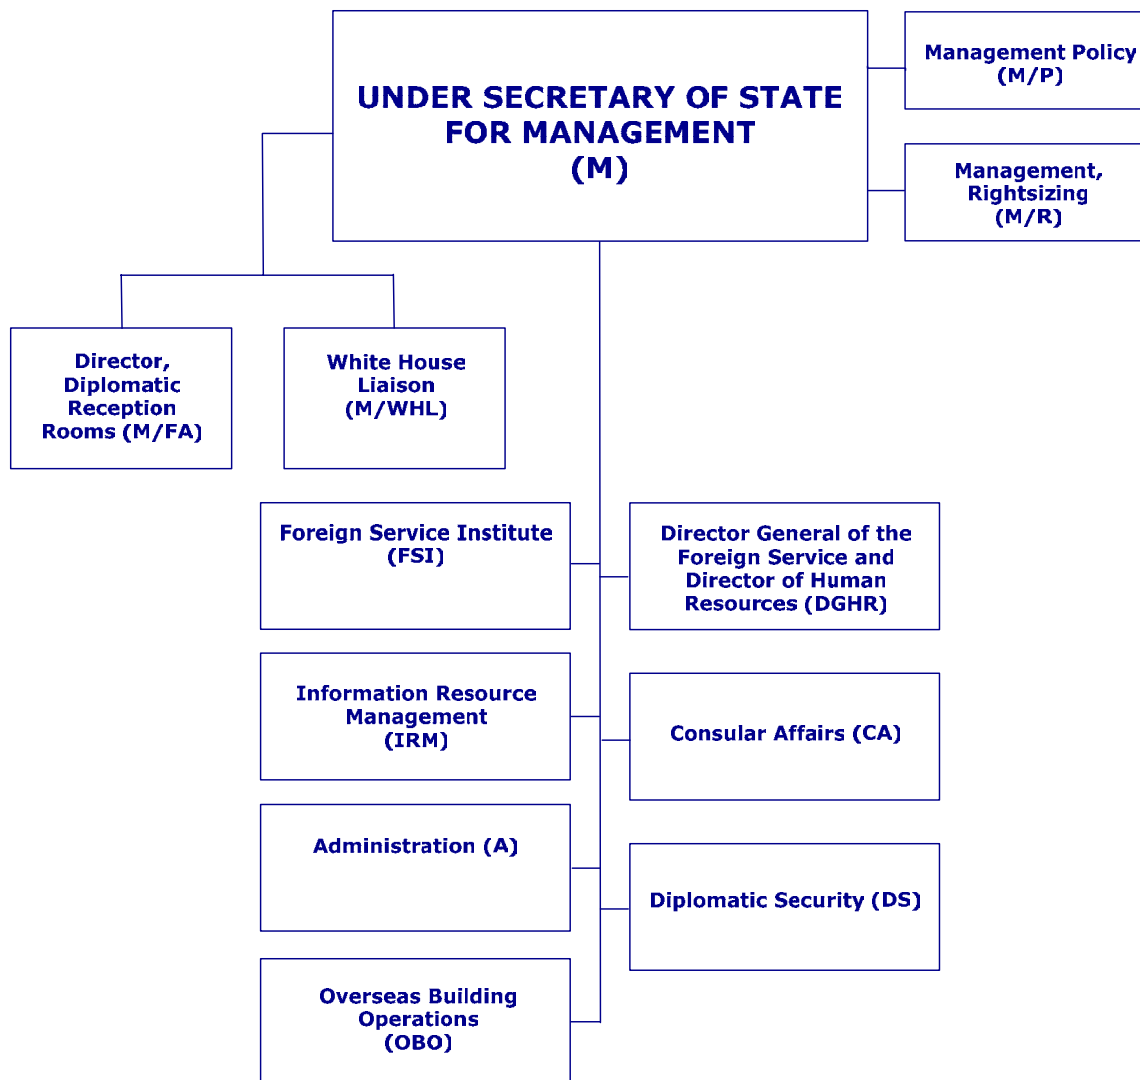 UNDER SECRETARY OF STATE
FOR MANAGEMENT
(M)
Management Policy
(M/P)
Management,
Rightsizing
(M/R)
Director,
Diplomatic
Reception
Rooms (M/FA)
White House
Liaison
(M/WHL)
Foreign Service Institute
(FSI)
Director General of the
Foreign Service and
Director of Human
Resources (DGHR)
Information Resource
Management
(IRM)
Consular Affairs (CA)
Administration (A)
Diplomatic Security (DS)
Overseas Building
Operations
(OBO)